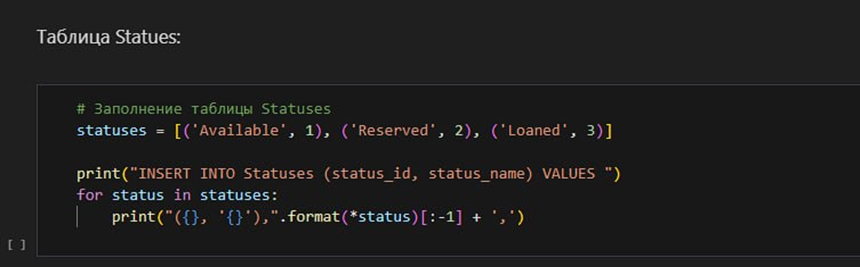 Таблица Statues:
# Заполнение таблицы Statuses
statuses = [('Available', 1), ('Reserved', 2), ('Loaned', 3)]
print("INSERT INTO Statuses (status_id, status_name) VALUES ")
for status in statuses:
    print("({}, '{}'),".format(*status)[:-1] + ',')
[ ]